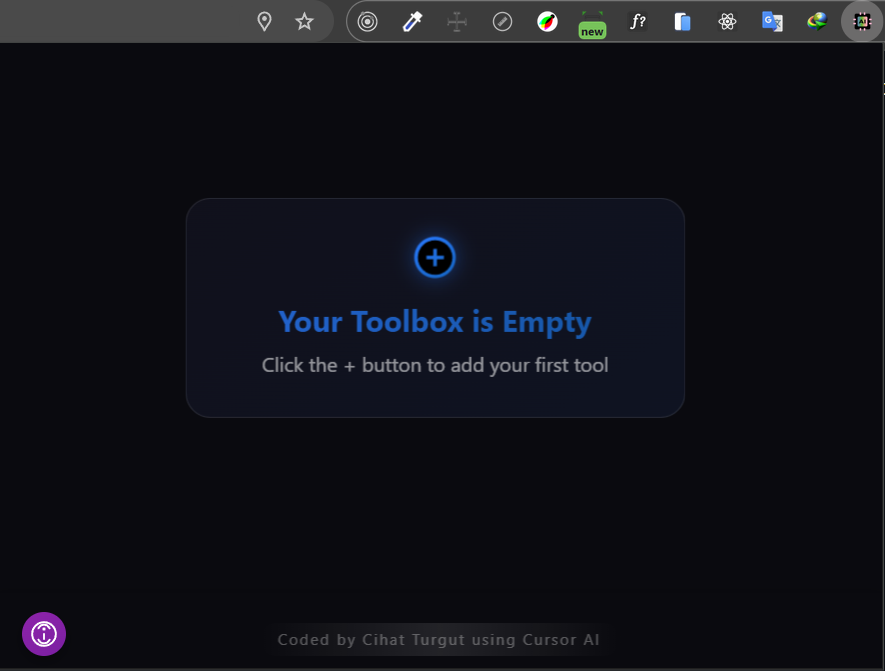 new
f?
Your Toolbox is Empty
Click the + button to add your first tool
Coded by Cihat Turgut using Cursor AI